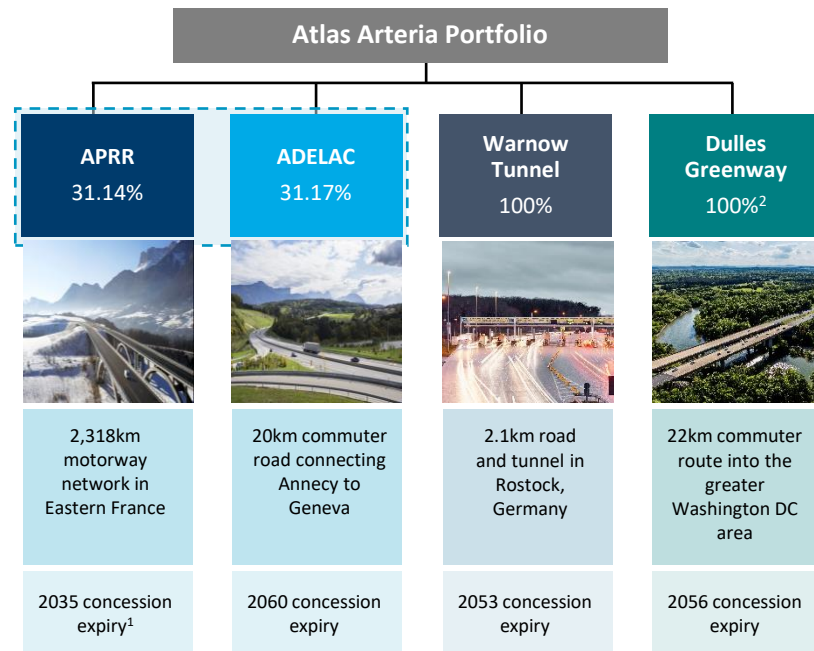 Atlas Arteria Portfolio
APRR
31.14%
ADELAC
31.17%
Warnow
Tunnel
100%
Dulles
Greenway
100%²
2,318km
motorway
network in
Eastern France
20km commuter
road connecting
Annecy to
Geneva
2.1km road
and tunnel in
Rostock,
Germany
22km commuter
route into the
greater
Washington DC
area
2035 concession
expiry¹
2060 concession
expiry
2053 concession
expiry
2056 concession
expiry